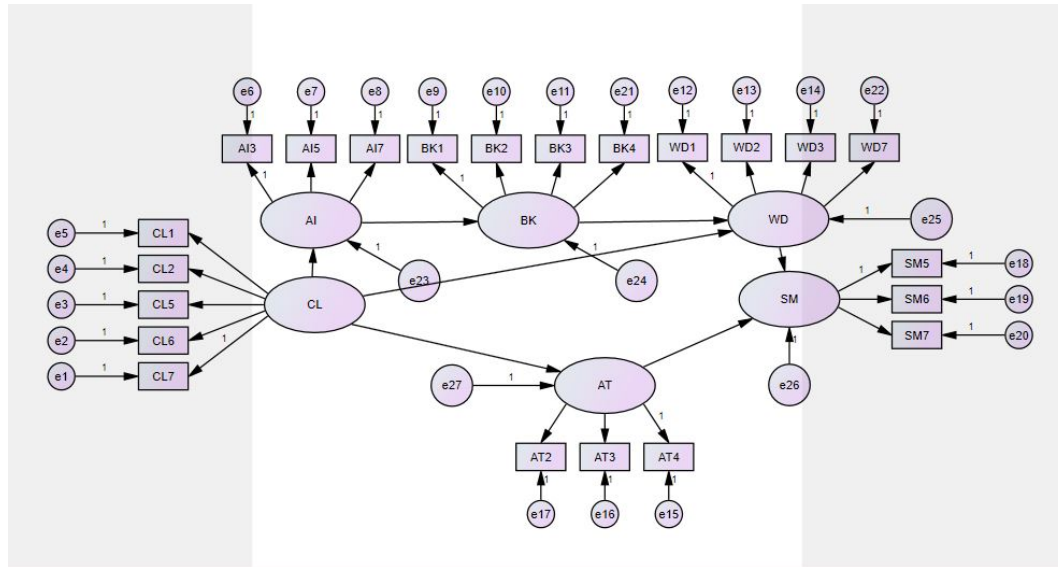 e6 e7 e8 e9 e10 e11 e21 e12 e13 e14 e22
1 1 1 1 1 1 1 1 1 1 1
AI3 AI5 AI7 BK1 BK2 BK3 BK4 WD1 WD2 WD3 WD7
1 1 1
AI BK WD
1 e25
e5 1 CL1
1 1
e4 1 CL2
e23 e24
1 SM5 1 e18
e3 1 CL5
CL
SM
SM6 1 e19
e2 1 CL6
1
SM7 1 e20
1
e1 1 CL7
e27 1 AT
e26
1
AT2 AT3 AT4
1 1 1
e17 e16 e15